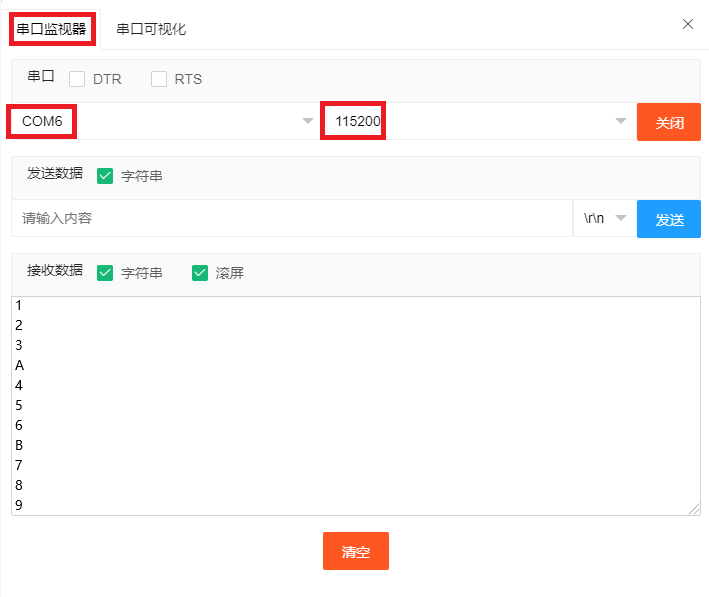 串口监视器 串口可视化
串口 DTR RTS
COM6 115200 关闭
发送数据 字符串
请输入内容 \r\n 发送
接收数据 字符串 滚屏
1
2
3
A
4
5
6
B
7
8
9
清空